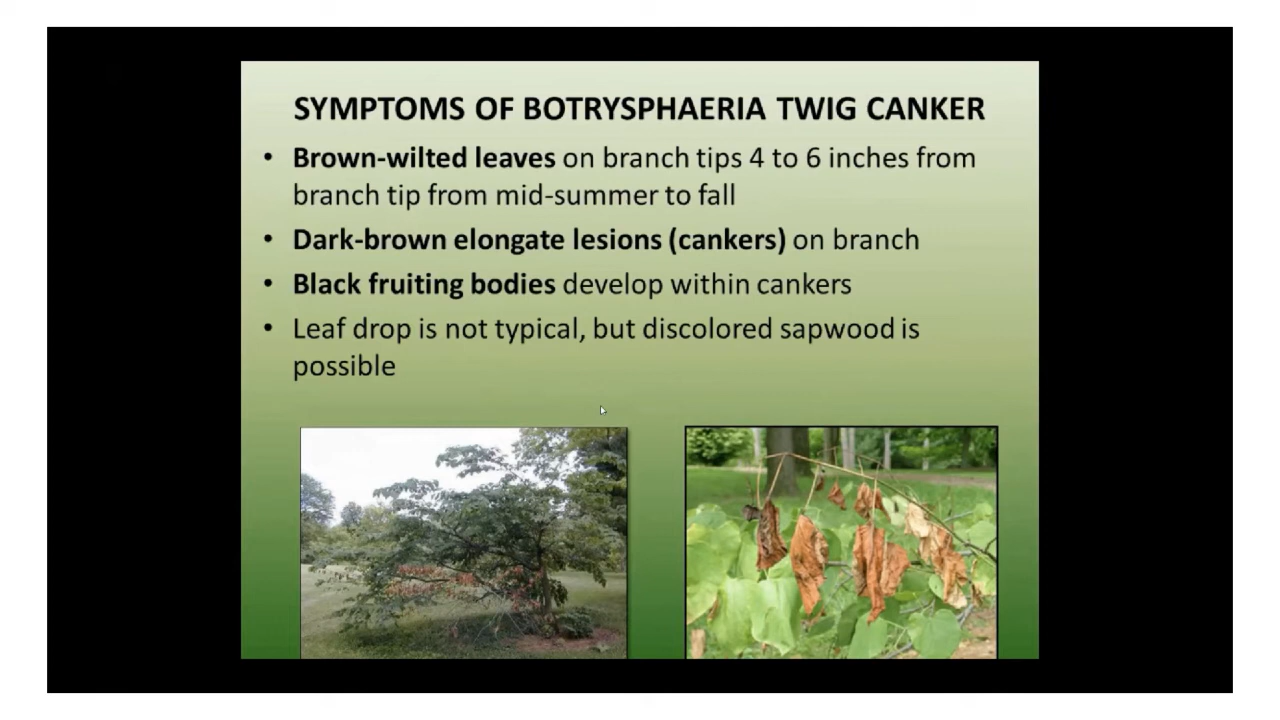 SYMPTOMS OF BOTRYSPHAERIA TWIG CANKER
• Brown-wilted leaves on branch tips 4 to 6 inches from
branch tip from mid-summer to fall
• Dark-brown elongate lesions (cankers) on branch
• Black fruiting bodies develop within cankers
• Leaf drop is not typical, but discolored sapwood is
possible